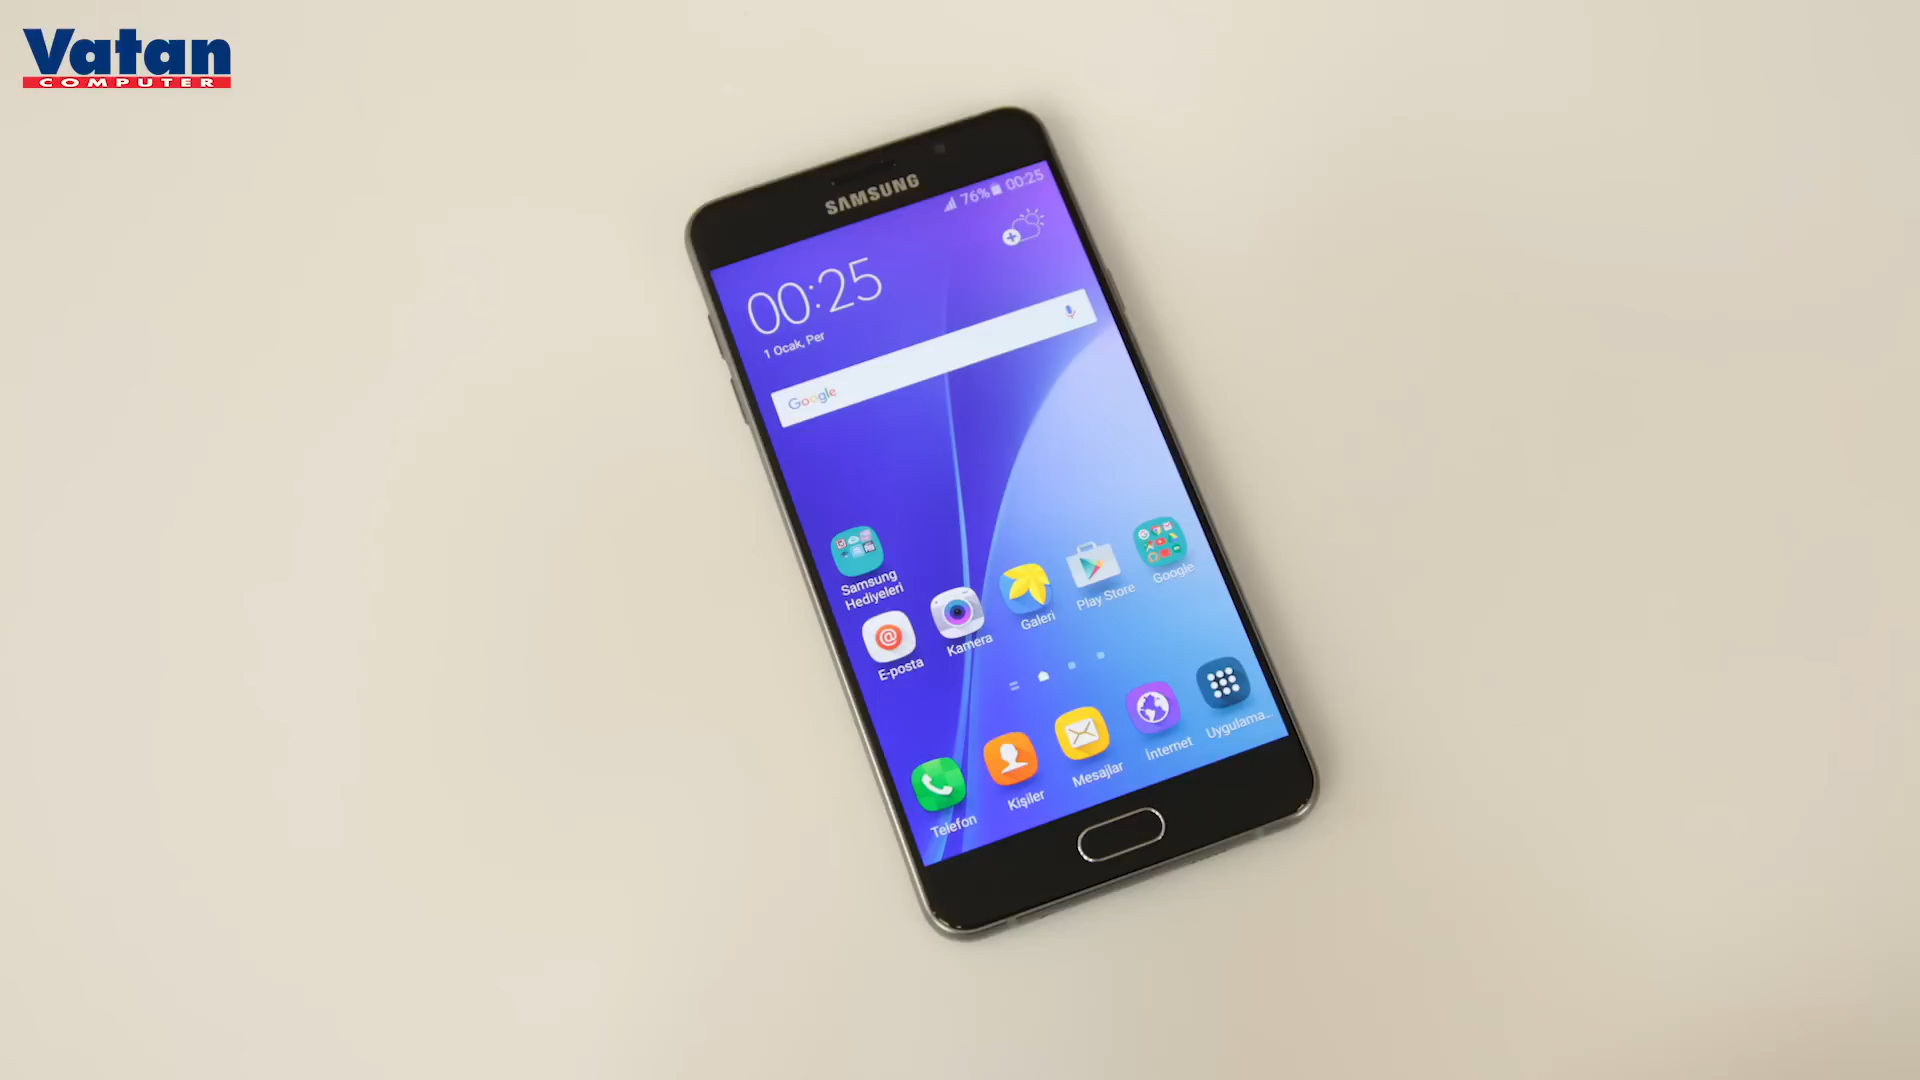 Vatan
COMPUTER
SAMSUNG
76% 00:25
00:25
1 Ocak, Per
Google
Samsung
Hediyeleri
E-posta
Kamera
Galeri
Play Store
Google
Telefon
Kişiler
Mesajlar
İnternet
Uygulama...